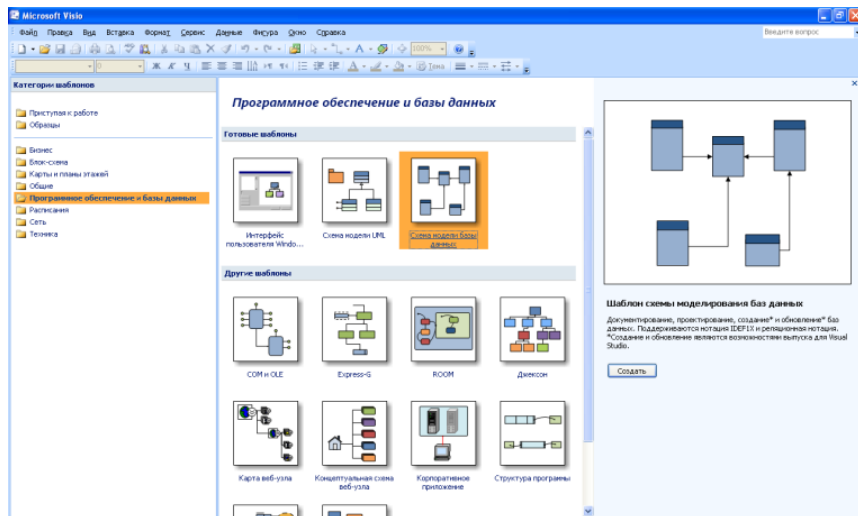 Microsoft Visio
Файл Правка Вид Вставка Формат Сервис Данные Фигура Окно Справка
Введите вопрос
100%
0
Ж К Ч
Тема
Категории шаблонов
Приступая к работе
Образцы
Бизнес
Блок-схема
Карты и планы этажей
Общие
Программное обеспечение и базы данных
Расписания
Сеть
Техника
Программное обеспечение и базы данных
Готовые шаблоны
Интерфейс
пользователя Windo...
Схема модели UML
Схема модели базы
данных
Другие шаблоны
COM и OLE
Express-G
ROOM
Джексон
Карта веб-узла
Концептуальная схема
веб-узла
Корпоративное
приложение
Структура программы
Шаблон схемы моделирования баз данных
Документирование, проектирование, создание* и обновление* баз
данных. Поддерживаются нотация IDEF1X и реляционная нотация.
*Создание и обновление являются возможностями выпуска для Visual
Studio.
Создать